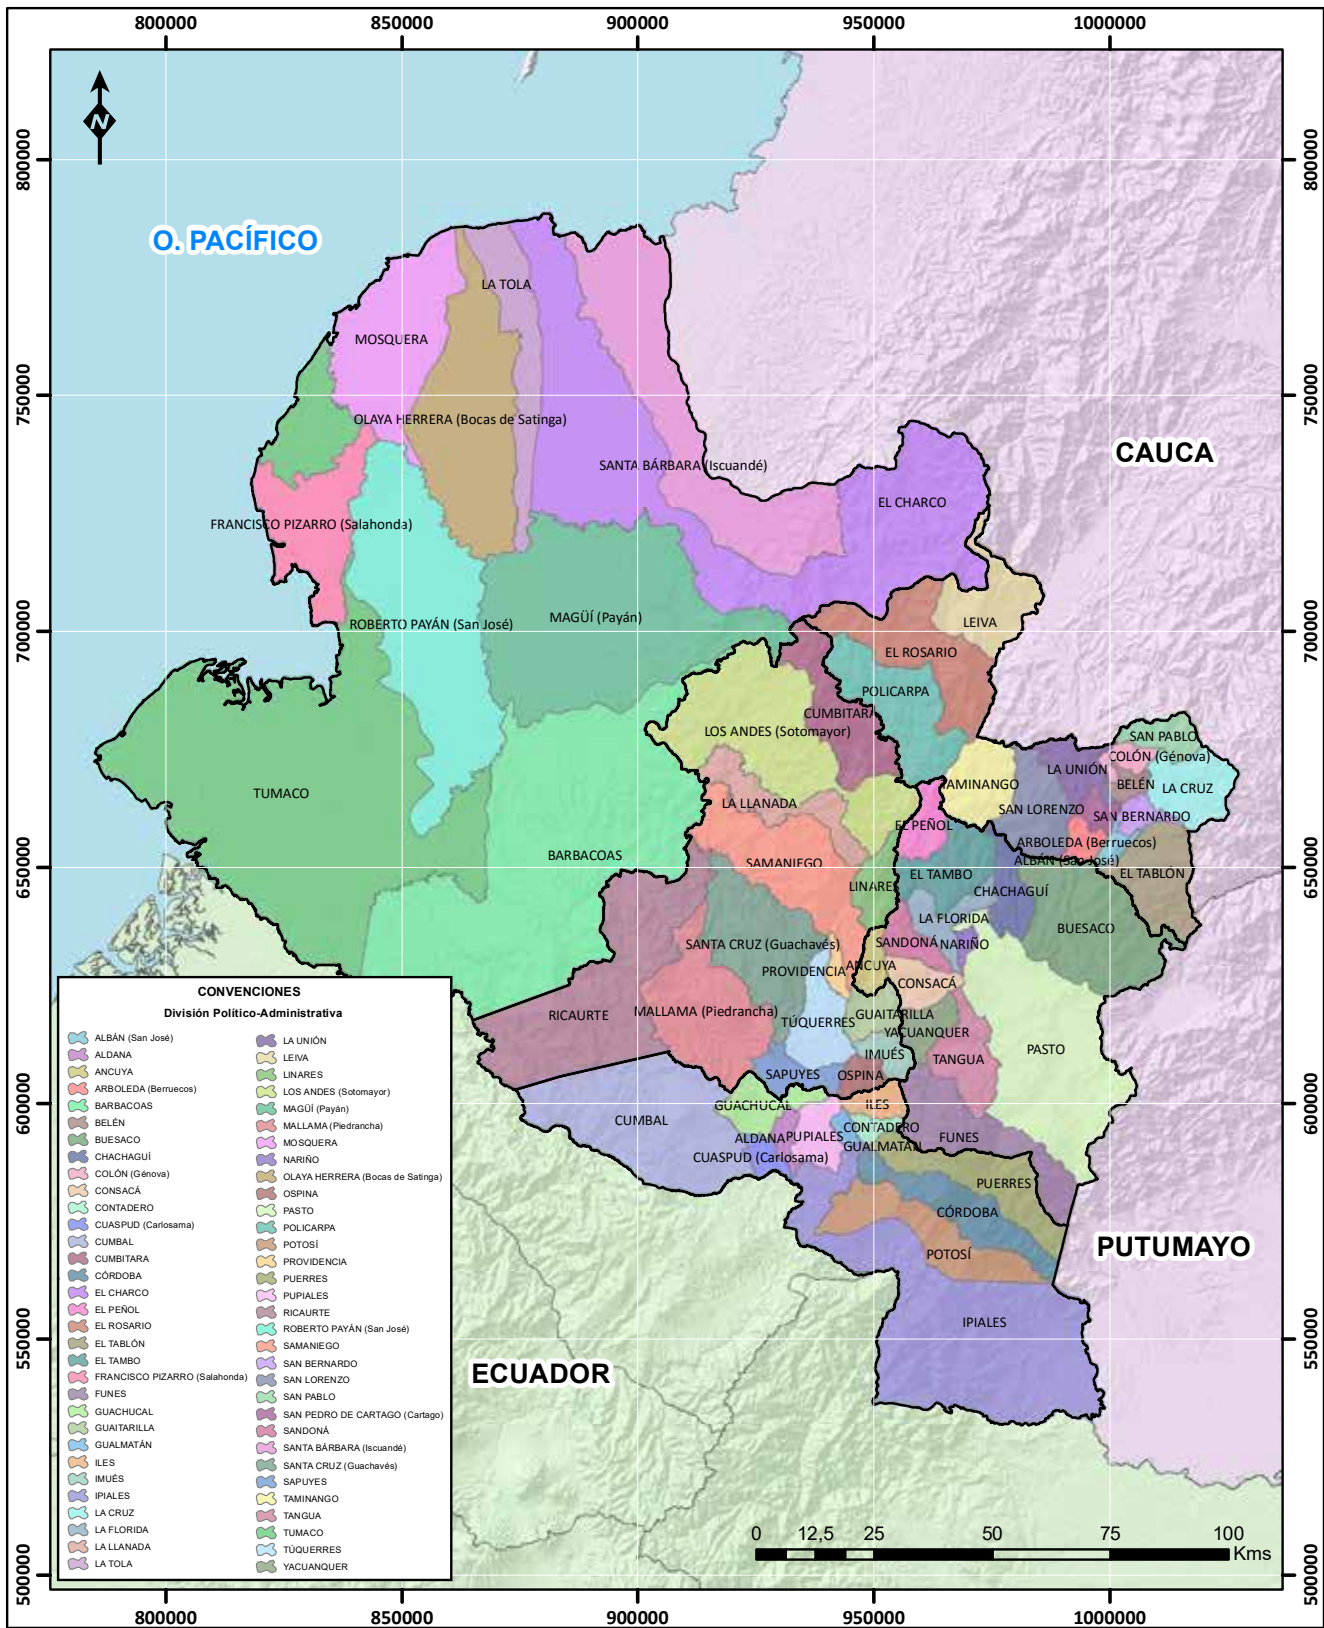 800000 850000 900000 950000 1000000
800000
800000
750000
750000
700000
700000
650000
650000
600000
600000
550000
550000
500000
500000
N
O. PACÍFICO
LA TOLA
MOSQUERA
OLAYA HERRERA (Bocas de Satinga)
SANTA BÁRBARA (Iscuandé)
CAUCA
EL CHARCO
FRANCISCO PIZARRO (Salahonda)
MAGÜÍ (Payán)
ROBERTO PAYÁN (San José)
LEIVA
EL ROSARIO
POLICARPA
CUMBITARA
LOS ANDES (Sotomayor)
SAN PABLO
COLÓN (Génova)
LA UNIÓN
BELÉN
LA CRUZ
TAMINANGO
TUMACO
LA LLANADA
SAN LORENZO
SAN BERNARDO
EL PEÑOL
ARBOLEDA (Berruecos)
BARBACOAS
ALBÁN (San José)
SAMANIEGO
EL TAMBO
EL TABLÓN
LINARES
CHACHAGUÍ
LA FLORIDA
BUESACO
SANTA CRUZ (Guachavés)
SANDONÁ
NARIÑO
PROVIDENCIA
ANCUYA
CONSACÁ
RICAURTE
MALLAMA (Piedrancha)
TÚQUERRES
GUAITARILLA
YACUANQUER
PASTO
IMUÉS
TANGUA
SAPUYES
OSPINA
GUACHUCAL
ILES
CUMBAL
CONTADERO
ALDANA
PUPIALES
FUNES
GUALMATÁN
CUASPUD (Carlosama)
PUERRES
CÓRDOBA
PUTUMAYO
POTOSÍ
IPIALES
ECUADOR
CONVENCIONES
División Político-Administrativa
ALBÁN (San José)
ALDANA
ANCUYA
ARBOLEDA (Berruecos)
BARBACOAS
BELÉN
BUESACO
CHACHAGUÍ
COLÓN (Génova)
CONSACÁ
CONTADERO
CUASPUD (Carlosama)
CUMBAL
CUMBITARA
CÓRDOBA
EL CHARCO
EL PEÑOL
EL ROSARIO
EL TABLÓN
EL TAMBO
FRANCISCO PIZARRO (Salahonda)
FUNES
GUACHUCAL
GUAITARILLA
GUALMATÁN
ILES
IMUÉS
IPIALES
LA CRUZ
LA FLORIDA
LA LLANADA
LA TOLA
LA UNIÓN
LEIVA
LINARES
LOS ANDES (Sotomayor)
MAGÜÍ (Payán)
MALLAMA (Piedrancha)
MOSQUERA
NARIÑO
OLAYA HERRERA (Bocas de Satinga)
OSPINA
PASTO
POLICARPA
POTOSÍ
PROVIDENCIA
PUERRES
PUPIALES
RICAURTE
ROBERTO PAYÁN (San José)
SAMANIEGO
SAN BERNARDO
SAN LORENZO
SAN PABLO
SAN PEDRO DE CARTAGO (Cartago)
SANDONÁ
SANTA BÁRBARA (Iscuandé)
SANTA CRUZ (Guachavés)
SAPUYES
TAMINANGO
TANGUA
TUMACO
TÚQUERRES
YACUANQUER
0 12,5 25 50 75 100
Kms
800000 850000 900000 950000 1000000